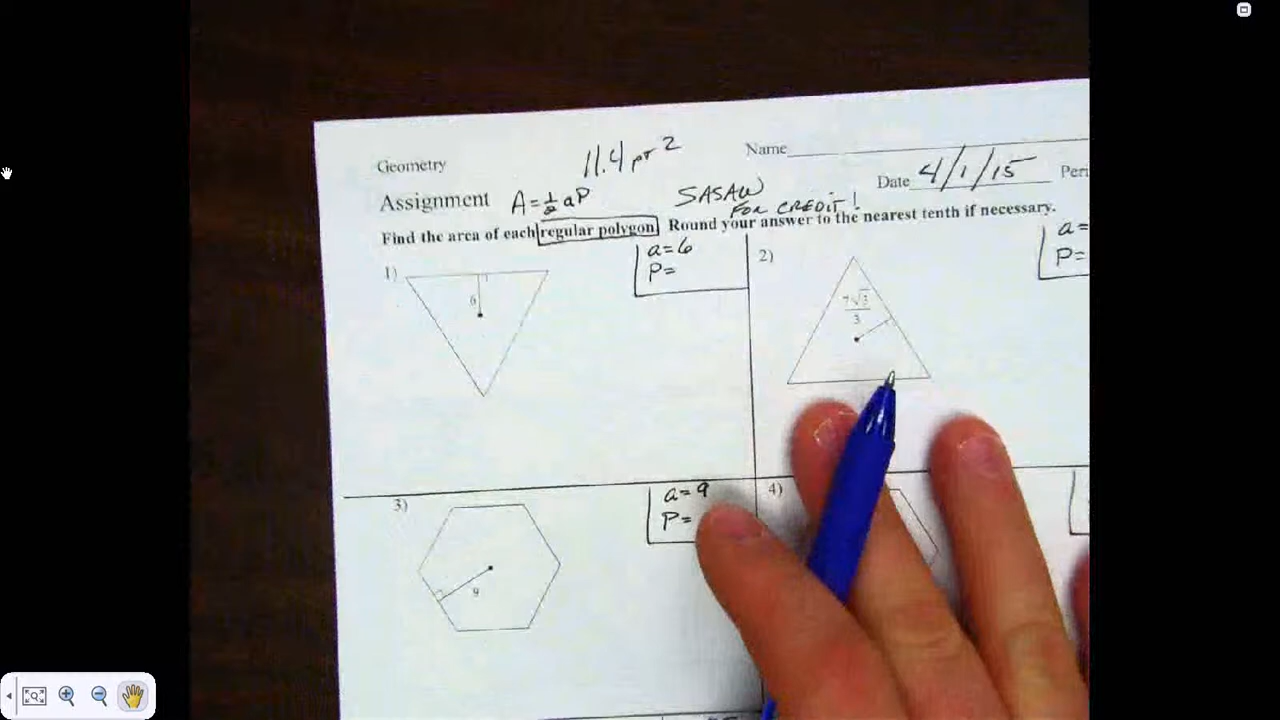 Geometry
11.4 pt 2
Name
Assignment A = 1/2 aP
SASAW
FOR CREDIT!
Date 4/1/15 Peri
Find the area of each regular polygon. Round your answer to the nearest tenth if necessary.
1)
6
a = 6
P =
2)
7√3
3
a =
P =
3)
9
a = 9
P =
4)